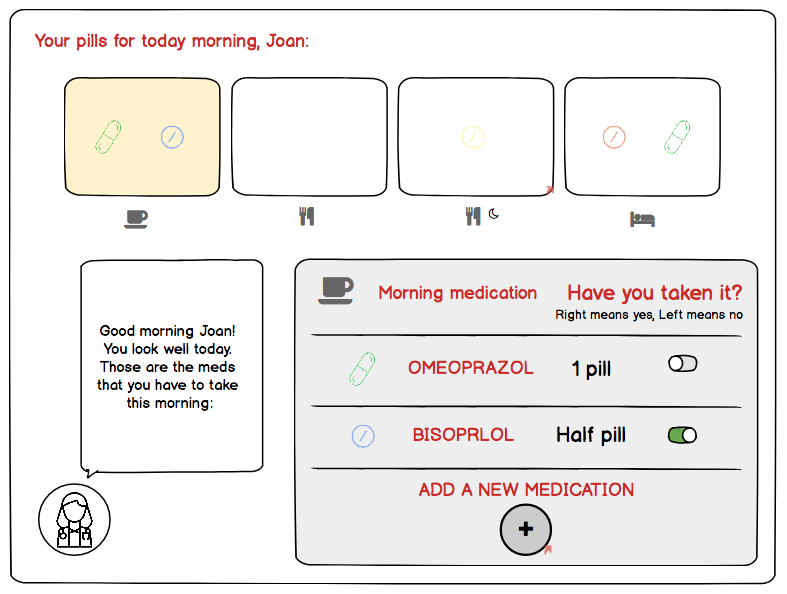 Your pills for today morning, Joan:
Good morning Joan!
You look well today.
Those are the meds
that you have to take
this morning:
Morning medication
Have you taken it?
Right means yes, Left means no
OMEOPRAZOL 1 pill
BISOPRLOL Half pill
ADD A NEW MEDICATION
+